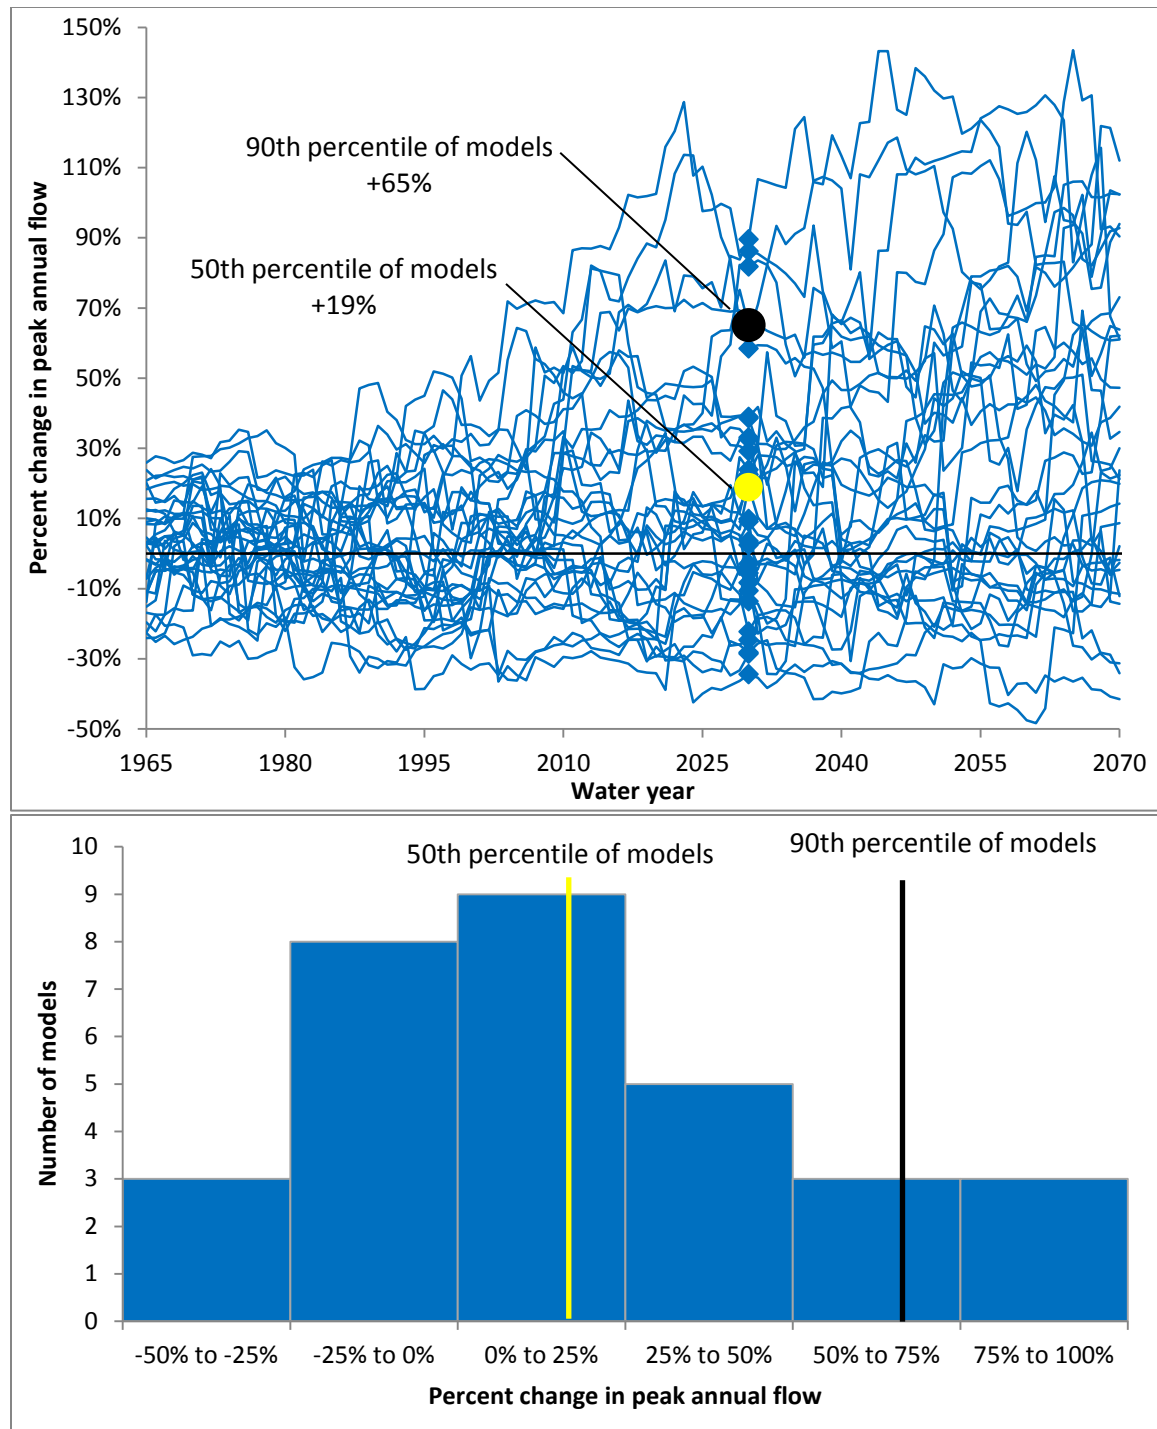 150%
130%
110%
90%
70%
50%
30%
10%
-10%
-30%
-50%
Percent change in peak annual flow
90th percentile of models
+65%
50th percentile of models
+19%
1965 1980 1995 2010 2025 2040 2055 2070
Water year
10
9
8
7
6
5
4
3
2
1
0
Number of models
50th percentile of models
90th percentile of models
-50% to -25% -25% to 0% 0% to 25% 25% to 50% 50% to 75% 75% to 100%
Percent change in peak annual flow